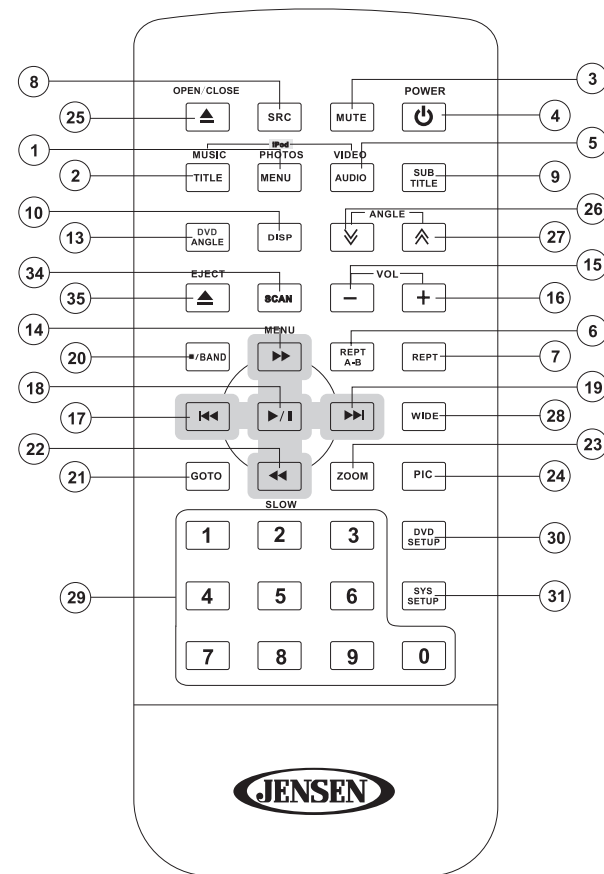 8 3
OPEN/CLOSE POWER
SRC MUTE
25 4
1 iPod 5
MUSIC PHOTOS VIDEO
2 TITLE MENU AUDIO SUB TITLE 9
10 26
ANGLE
13 DVD ANGLE DISP 27
34 15
EJECT VOL
35 SCAN − + 16
14 6
MENU
20 ■/BAND REPT A-B REPT 7
18 19
17 WIDE 28
22 23
21 GOTO ZOOM PIC 24
SLOW
1 2 3 DVD SETUP 30
29 4 5 6 SYS SETUP 31
7 8 9 0
JENSEN